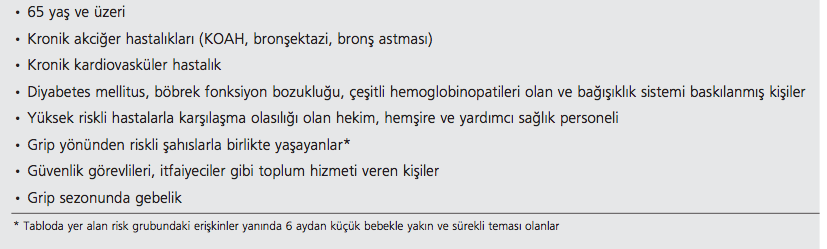 • 65 yaş ve üzeri
• Kronik akciğer hastalıkları (KOAH, bronşektazi, bronş astması)
• Kronik kardiyovasküler hastalık
• Diyabetes mellitus, böbrek fonksiyon bozukluğu, çeşitli hemoglobinopatileri olan ve bağışıklık sistemi baskılanmış kişiler
• Yüksek riskli hastalarla karşılaşma olasılığı olan hekim, hemşire ve yardımcı sağlık personeli
• Grip yönünden riskli şahıslarla birlikte yaşayanlar*
• Güvenlik görevlileri, itfaiyeciler gibi toplum hizmeti veren kişiler
• Grip sezonunda gebelik
* Tabloda yer alan risk grubundaki erişkinler yanında 6 aydan küçük bebekle yakın ve sürekli teması olanlar